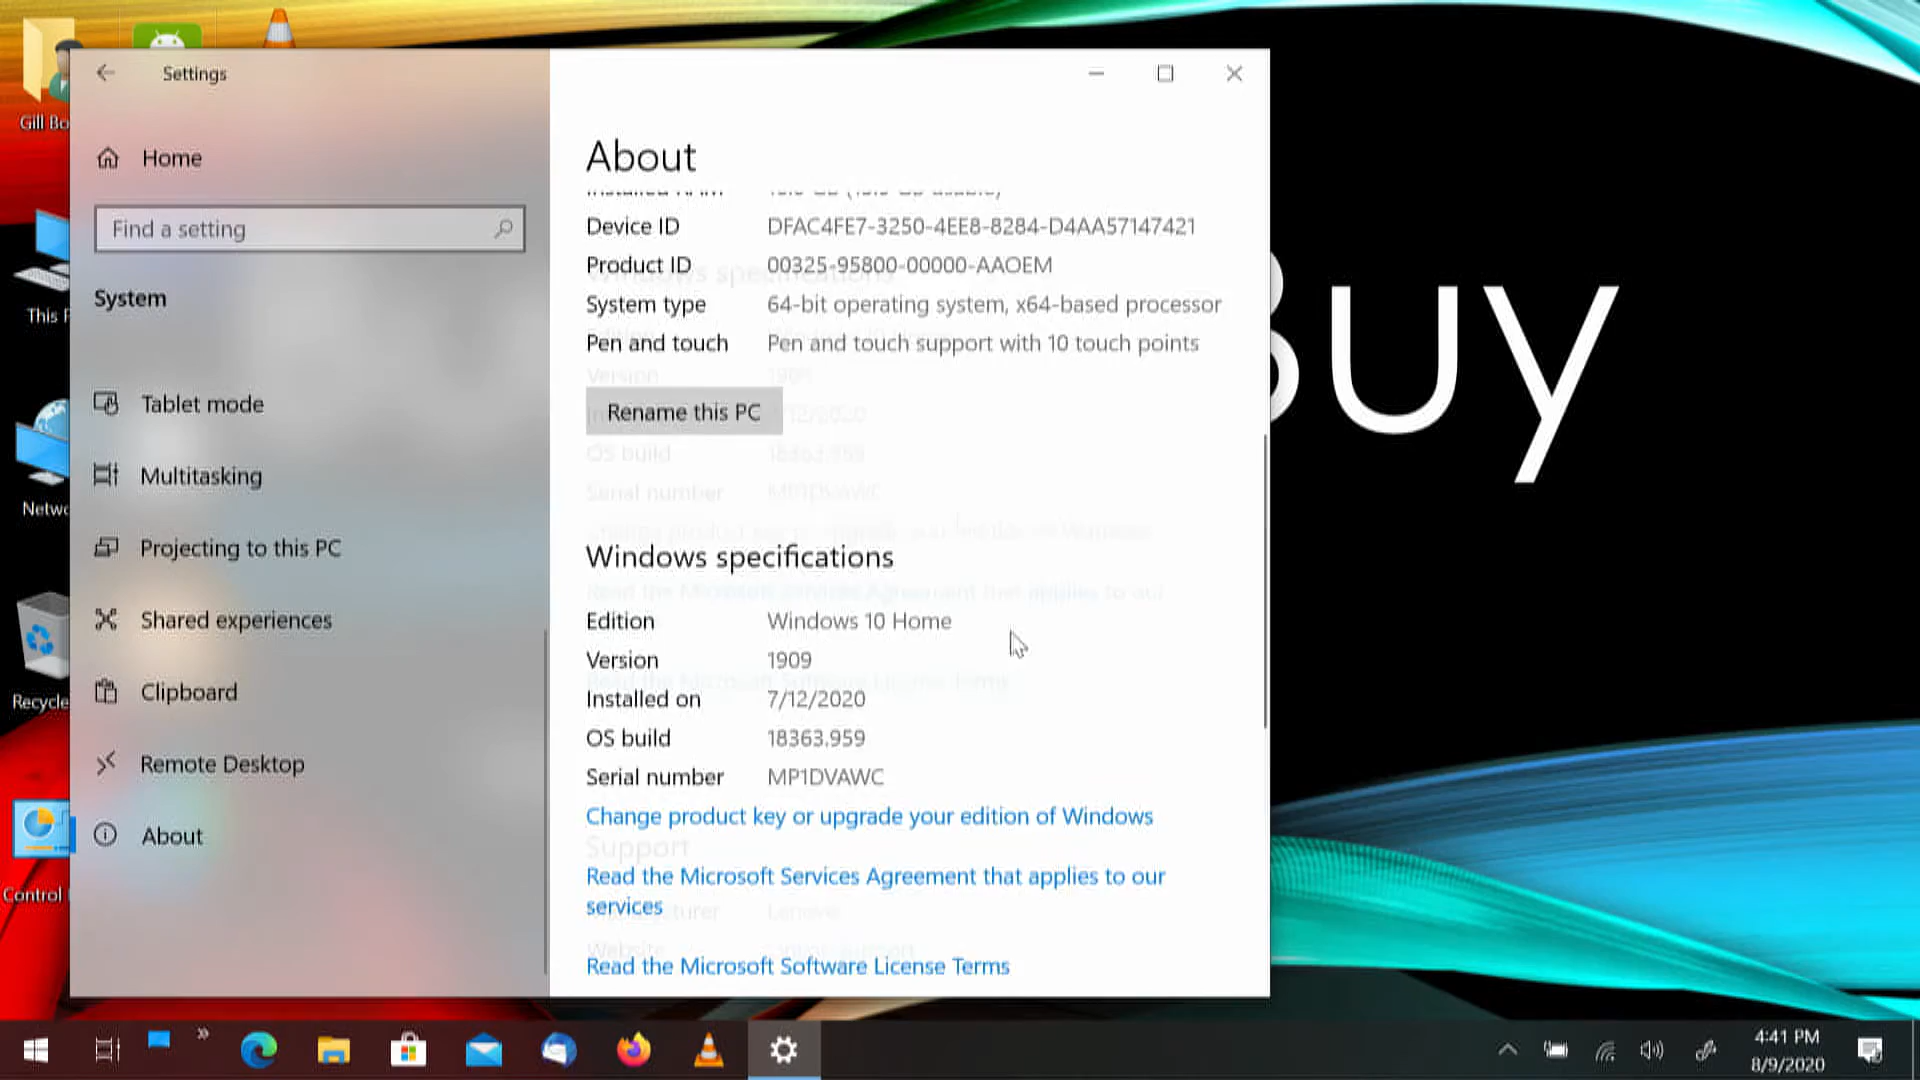 Settings
Home
Find a setting
System
Tablet mode
Multitasking
Projecting to this PC
Shared experiences
Clipboard
Remote Desktop
About
About
Device ID DFAC4FE7-3250-4EE8-8284-D4AA57147421
Product ID 00325-95800-00000-AAOEM
System type 64-bit operating system, x64-based processor
Pen and touch Pen and touch support with 10 touch points
Rename this PC
Windows specifications
Edition Windows 10 Home
Version 1909
Installed on 7/12/2020
OS build 18363.959
Serial number MP1DVAWC
Change product key or upgrade your edition of Windows
Support
Read the Microsoft Services Agreement that applies to our
services
Read the Microsoft Software License Terms
Gill Bo
This P
Netwo
Recycle
Control
Buy
4:41 PM
8/9/2020